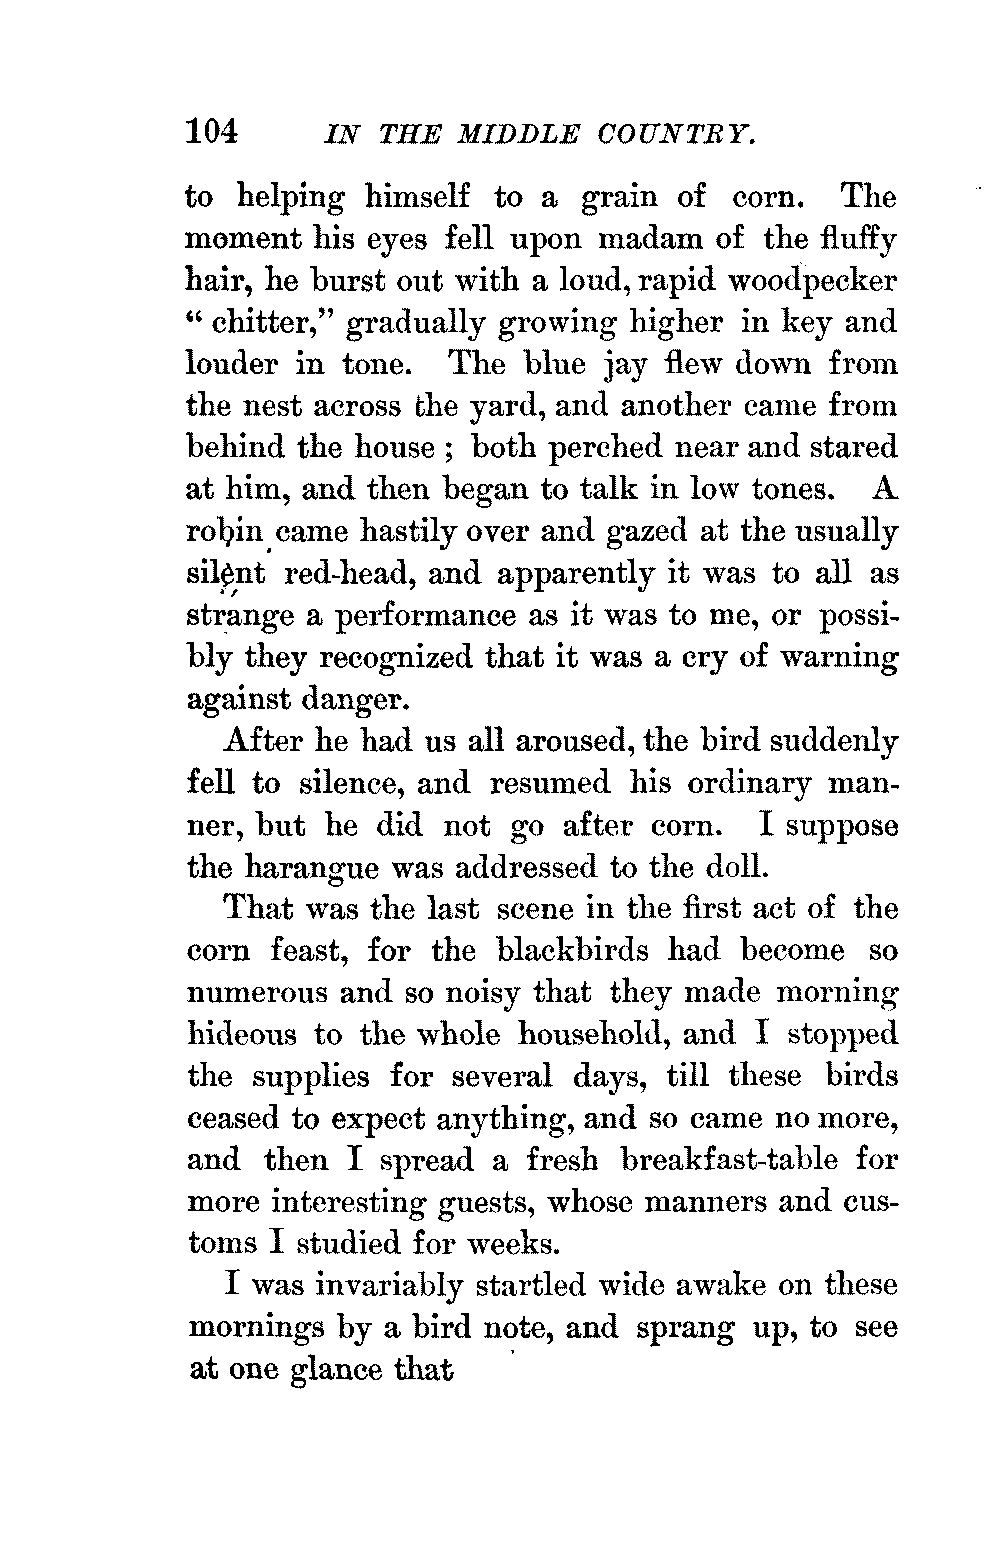 104 IN THE MIDDLE COUNTRY.
to helping himself to a grain of corn. The
moment his eyes fell upon madam of the fluffy
hair, he burst out with a loud, rapid woodpecker
“ chitter,” gradually growing higher in key and
louder in tone. The blue jay flew down from
the nest across the yard, and another came from
behind the house ; both perched near and stared
at him, and then began to talk in low tones. A
robin came hastily over and gazed at the usually
silent red-head, and apparently it was to all as
strange a performance as it was to me, or possi-
bly they recognized that it was a cry of warning
against danger.
After he had us all aroused, the bird suddenly
fell to silence, and resumed his ordinary man-
ner, but he did not go after corn. I suppose
the harangue was addressed to the doll.
That was the last scene in the first act of the
corn feast, for the blackbirds had become so
numerous and so noisy that they made morning
hideous to the whole household, and I stopped
the supplies for several days, till these birds
ceased to expect anything, and so came no more,
and then I spread a fresh breakfast-table for
more interesting guests, whose manners and cus-
toms I studied for weeks.
I was invariably startled wide awake on these
mornings by a bird note, and sprang up, to see
at one glance that